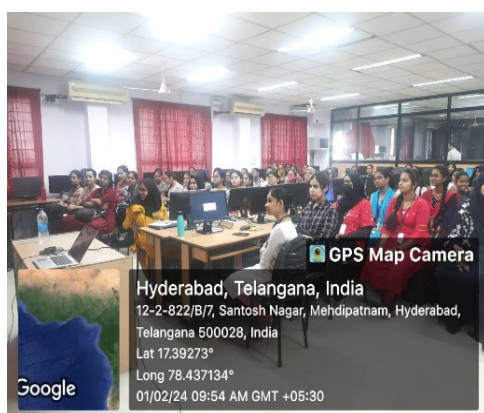 GPS Map Camera
Hyderabad, Telangana, India
12-2-822/B/7, Santosh Nagar, Mehdipatnam, Hyderabad,
Telangana 500028, India
Lat 17.39273°
Long 78.437134°
01/02/24 09:54 AM GMT +05:30
Google